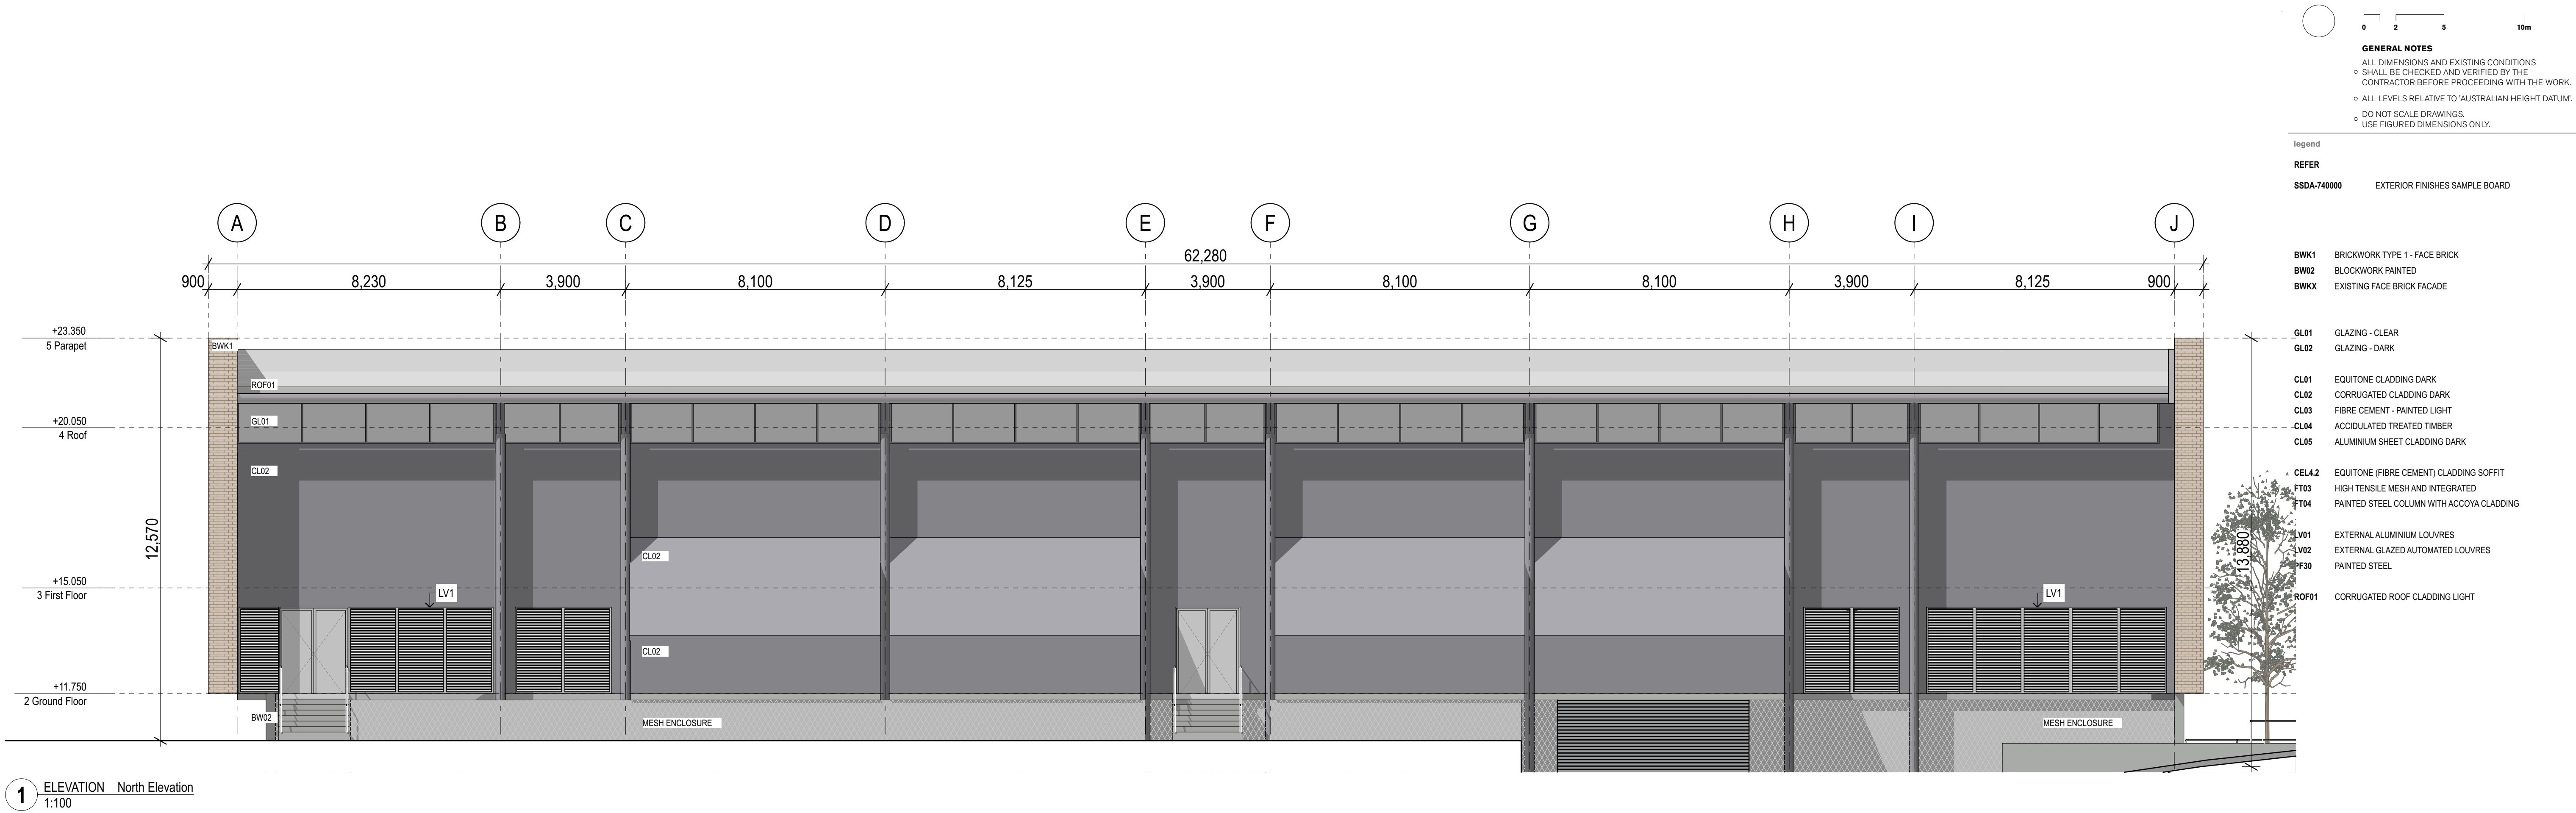 0 2 5 10m
GENERAL NOTES
ALL DIMENSIONS AND EXISTING CONDITIONS
SHALL BE CHECKED AND VERIFIED BY THE
CONTRACTOR BEFORE PROCEEDING WITH THE WORK.
ALL LEVELS RELATIVE TO 'AUSTRALIAN HEIGHT DATUM'.
DO NOT SCALE DRAWINGS.
USE FIGURED DIMENSIONS ONLY.
legend
REFER
SSDA-740000 EXTERIOR FINISHES SAMPLE BOARD
BWK1 BRICKWORK TYPE 1 - FACE BRICK
BW02 BLOCKWORK PAINTED
BWKX EXISTING FACE BRICK FACADE
GL01 GLAZING - CLEAR
GL02 GLAZING - DARK
CL01 EQUITONE CLADDING DARK
CL02 CORRUGATED CLADDING DARK
CL03 FIBRE CEMENT - PAINTED LIGHT
CL04 ACCIDULATED TREATED TIMBER
CL05 ALUMINIUM SHEET CLADDING DARK
CEL4.2 EQUITONE (FIBRE CEMENT) CLADDING SOFFIT
FT03 HIGH TENSILE MESH AND INTEGRATED
FT04 PAINTED STEEL COLUMN WITH ACCOYA CLADDING
LV01 EXTERNAL ALUMINIUM LOUVRES
LV02 EXTERNAL GLAZED AUTOMATED LOUVRES
PF30 PAINTED STEEL
ROF01 CORRUGATED ROOF CLADDING LIGHT
A B C D E F G H I J
62,280
900 8,230 3,900 8,100 8,125 3,900 8,100 8,100 3,900 8,125 900
+23.350
5 Parapet
BWK1
ROF01
+20.050
4 Roof
GL01
CL02
12,570
13,880
CL02
+15.050
3 First Floor
LV1
LV1
CL02
+11.750
2 Ground Floor
BW02
MESH ENCLOSURE
MESH ENCLOSURE
1 ELEVATION North Elevation
1:100